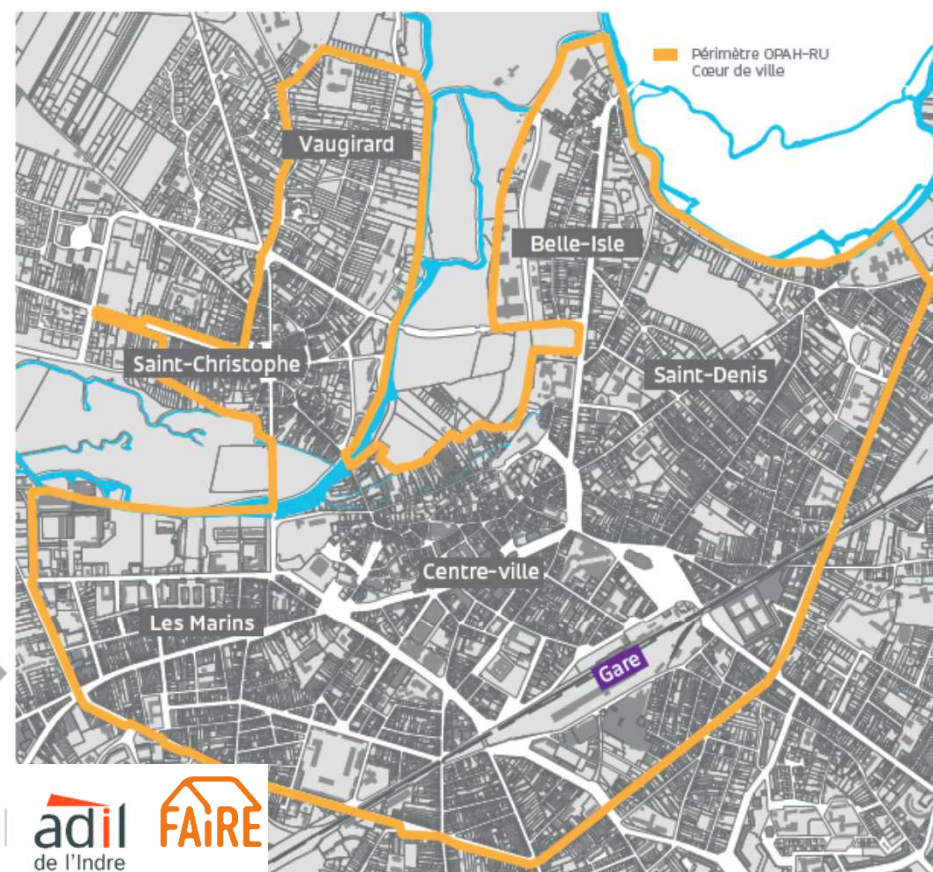 Périmètre OPAH-RU
Cœur de ville
Vaugirard
Belle-Isle
Saint-Christophe
Saint-Denis
Centre-ville
Les Marins
Gare
adil
de l'Indre
FAiRE